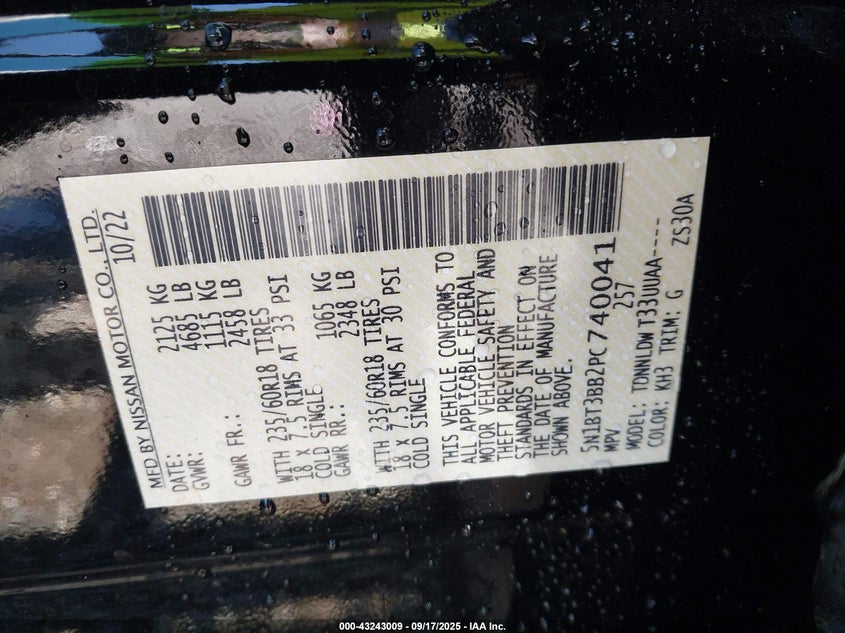 MFD BY NISSAN MOTOR CO., LTD.
DATE: 10/22
GVWR: 2125 KG
4685 LB
GAWR FR.: 1115 KG
2458 LB
WITH 235/60R18 TIRES
18 X 7.5 RIMS AT 33 PSI
COLD SINGLE
GAWR RR.: 1065 KG
2348 LB
WITH 235/60R18 TIRES
18 X 7.5 RIMS AT 30 PSI
COLD SINGLE
THIS VEHICLE CONFORMS TO
ALL APPLICABLE FEDERAL
MOTOR VEHICLE SAFETY AND
THEFT PREVENTION
STANDARDS IN EFFECT ON
THE DATE OF MANUFACTURE
SHOWN ABOVE.
5N1BT3BB2PC740041
MPV 257
MODEL: TDNNLDW T33UUAA----
COLOR: KH3 TRIM: G ZS30A
000-43243009 - 09/17/2025 - IAA Inc.